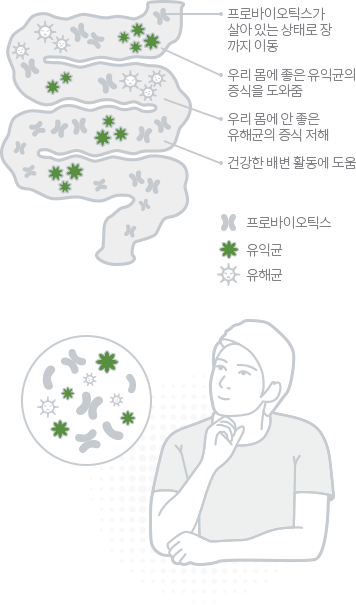 프로바이오틱스가
살아 있는 상태로 장
까지 이동
우리 몸에 좋은 유익균의
증식을 도와줌
우리 몸에 안 좋은
유해균의 증식 저해
건강한 배변 활동에 도움
프로바이오틱스
유익균
유해균